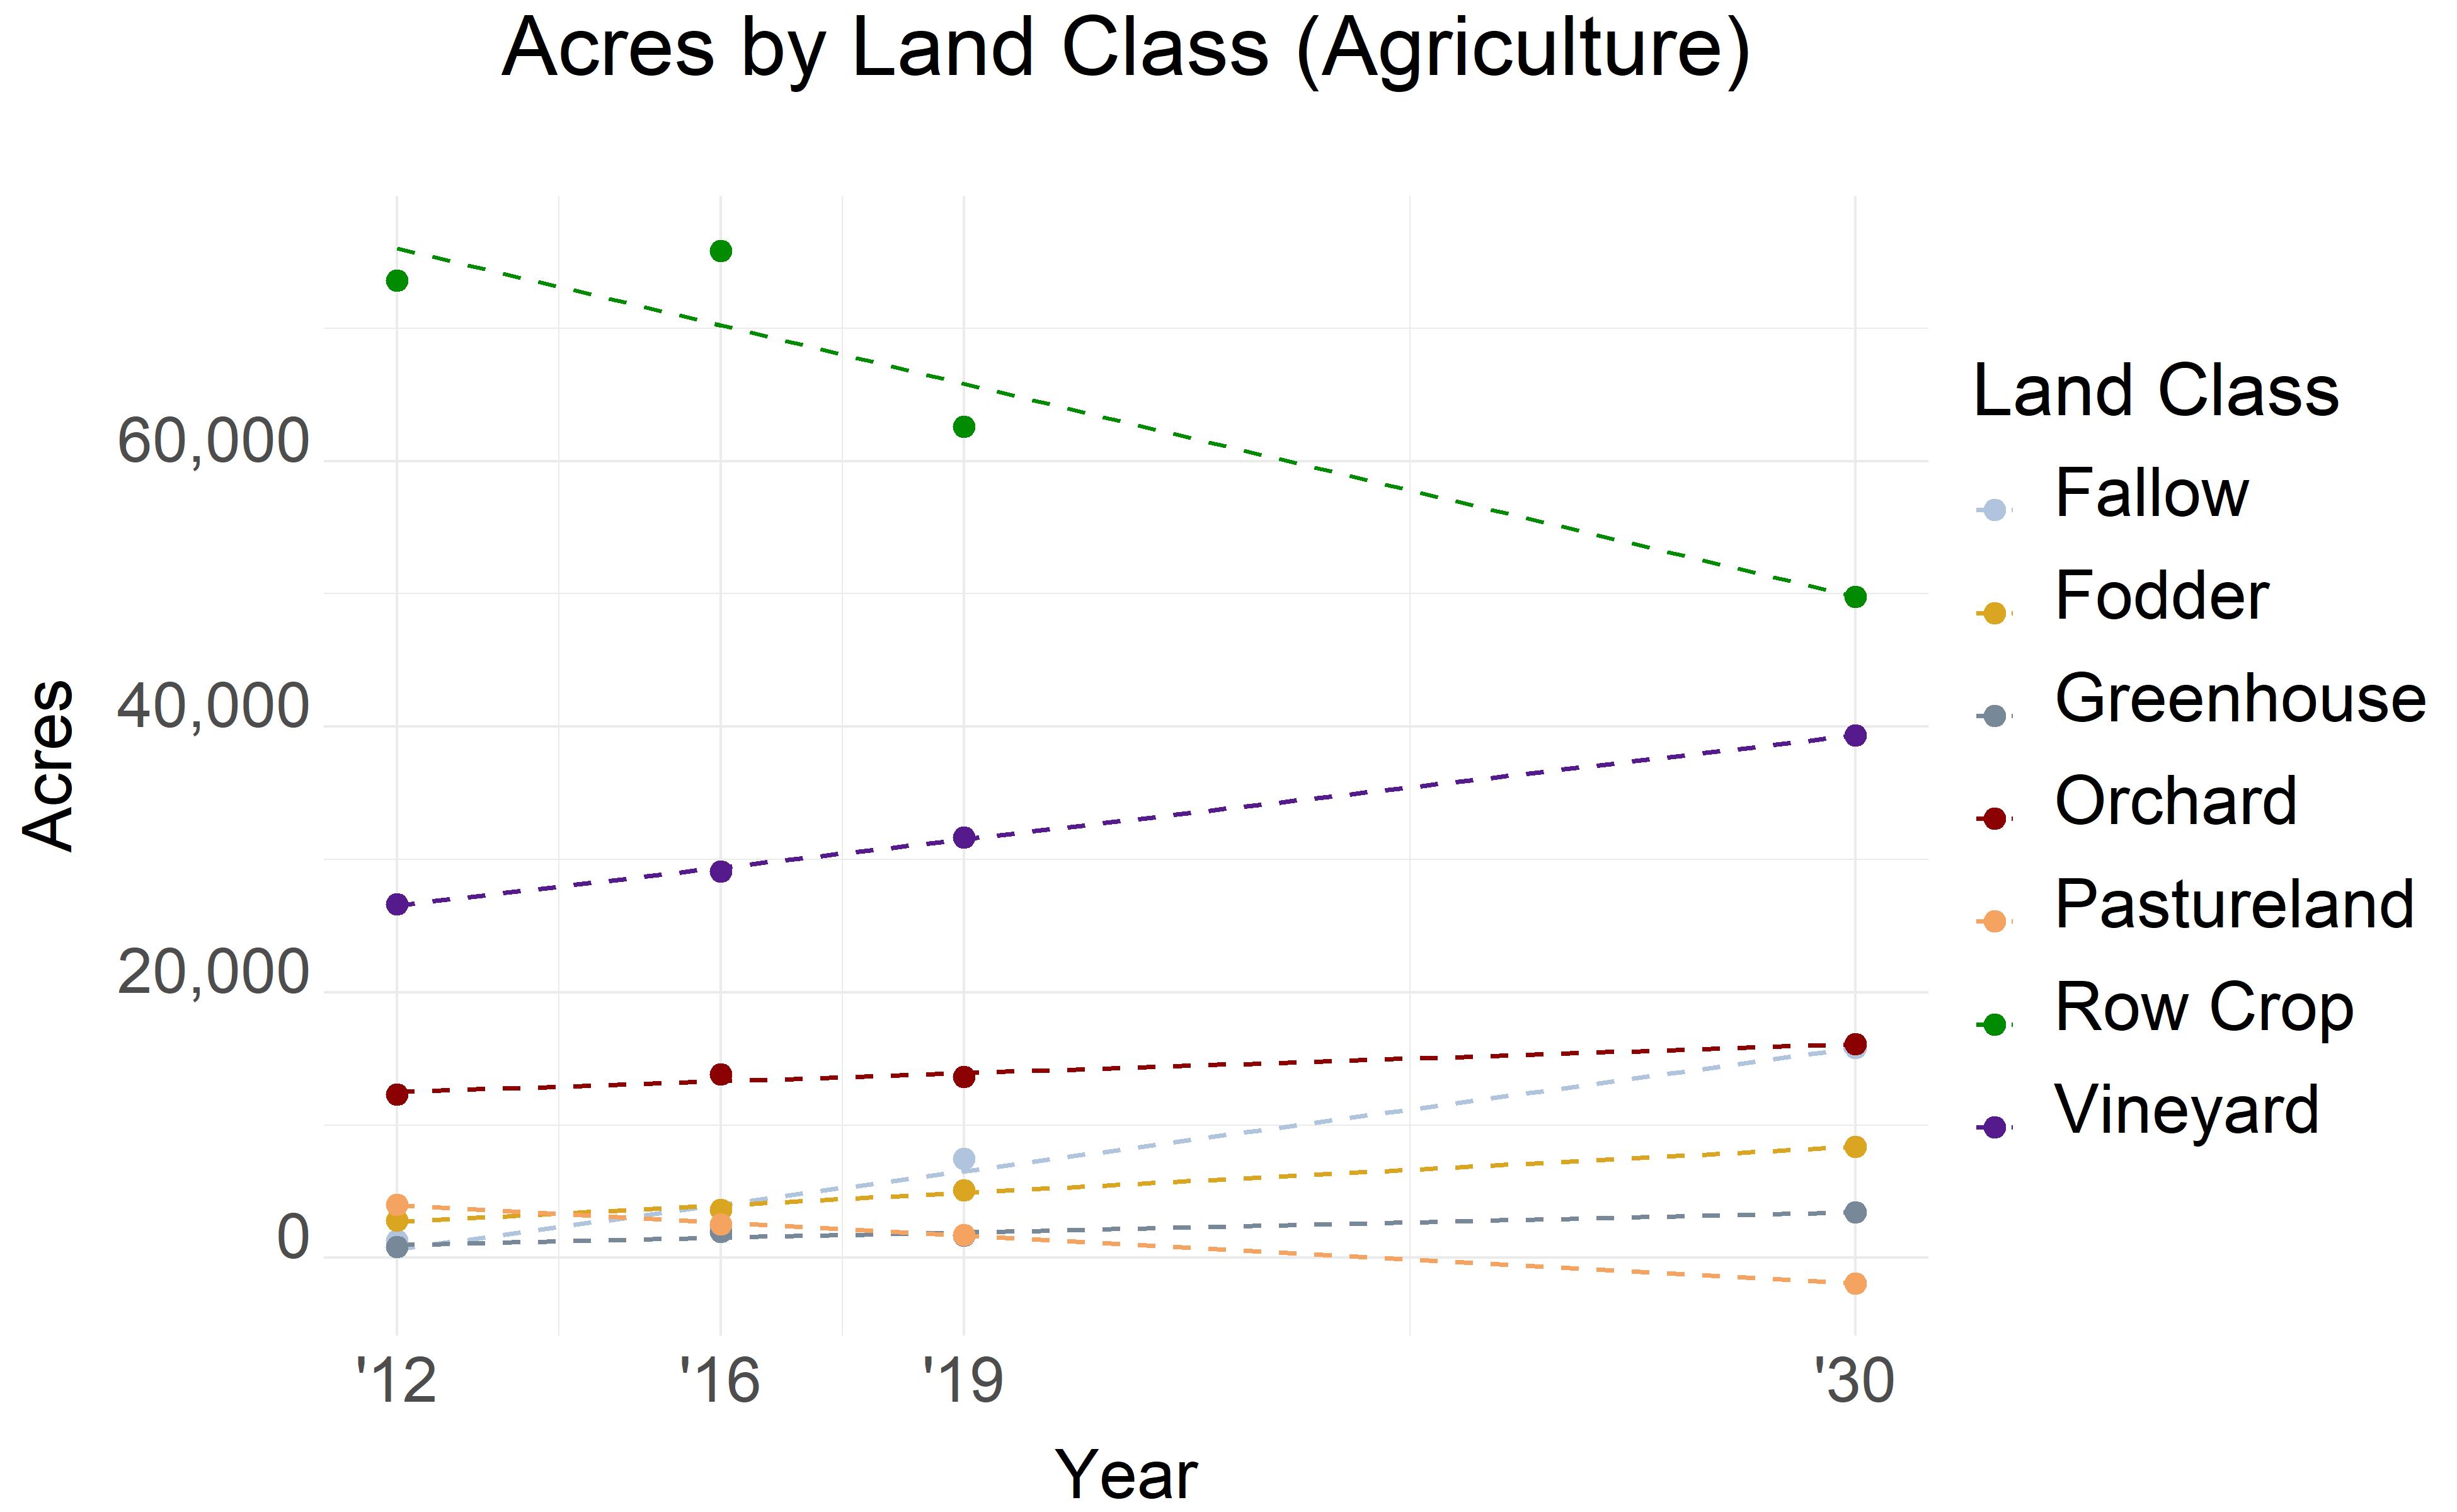 Acres by Land Class (Agriculture)
Acres
60,000
40,000
20,000
0
'12 '16 '19 '30
Year
Land Class
Fallow
Fodder
Greenhouse
Orchard
Pastureland
Row Crop
Vineyard